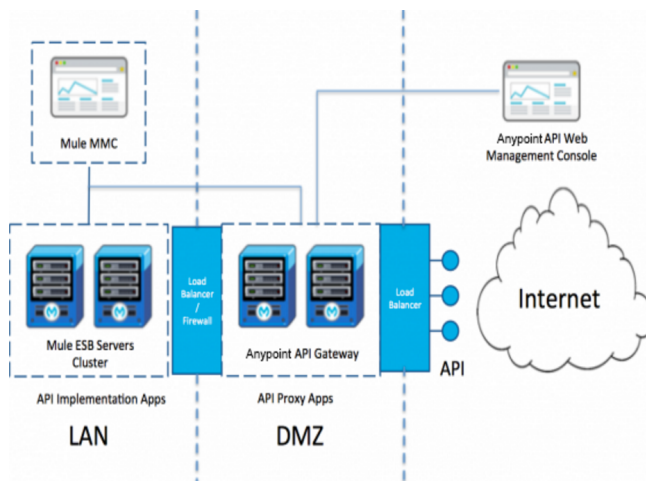 Mule MMC
Anypoint API Web
Management Console
Load
Balancer
/
Firewall
Load
Balancer
Internet
Mule ESB Servers
Cluster
Anypoint API Gateway
API
API Implementation Apps
API Proxy Apps
LAN
DMZ